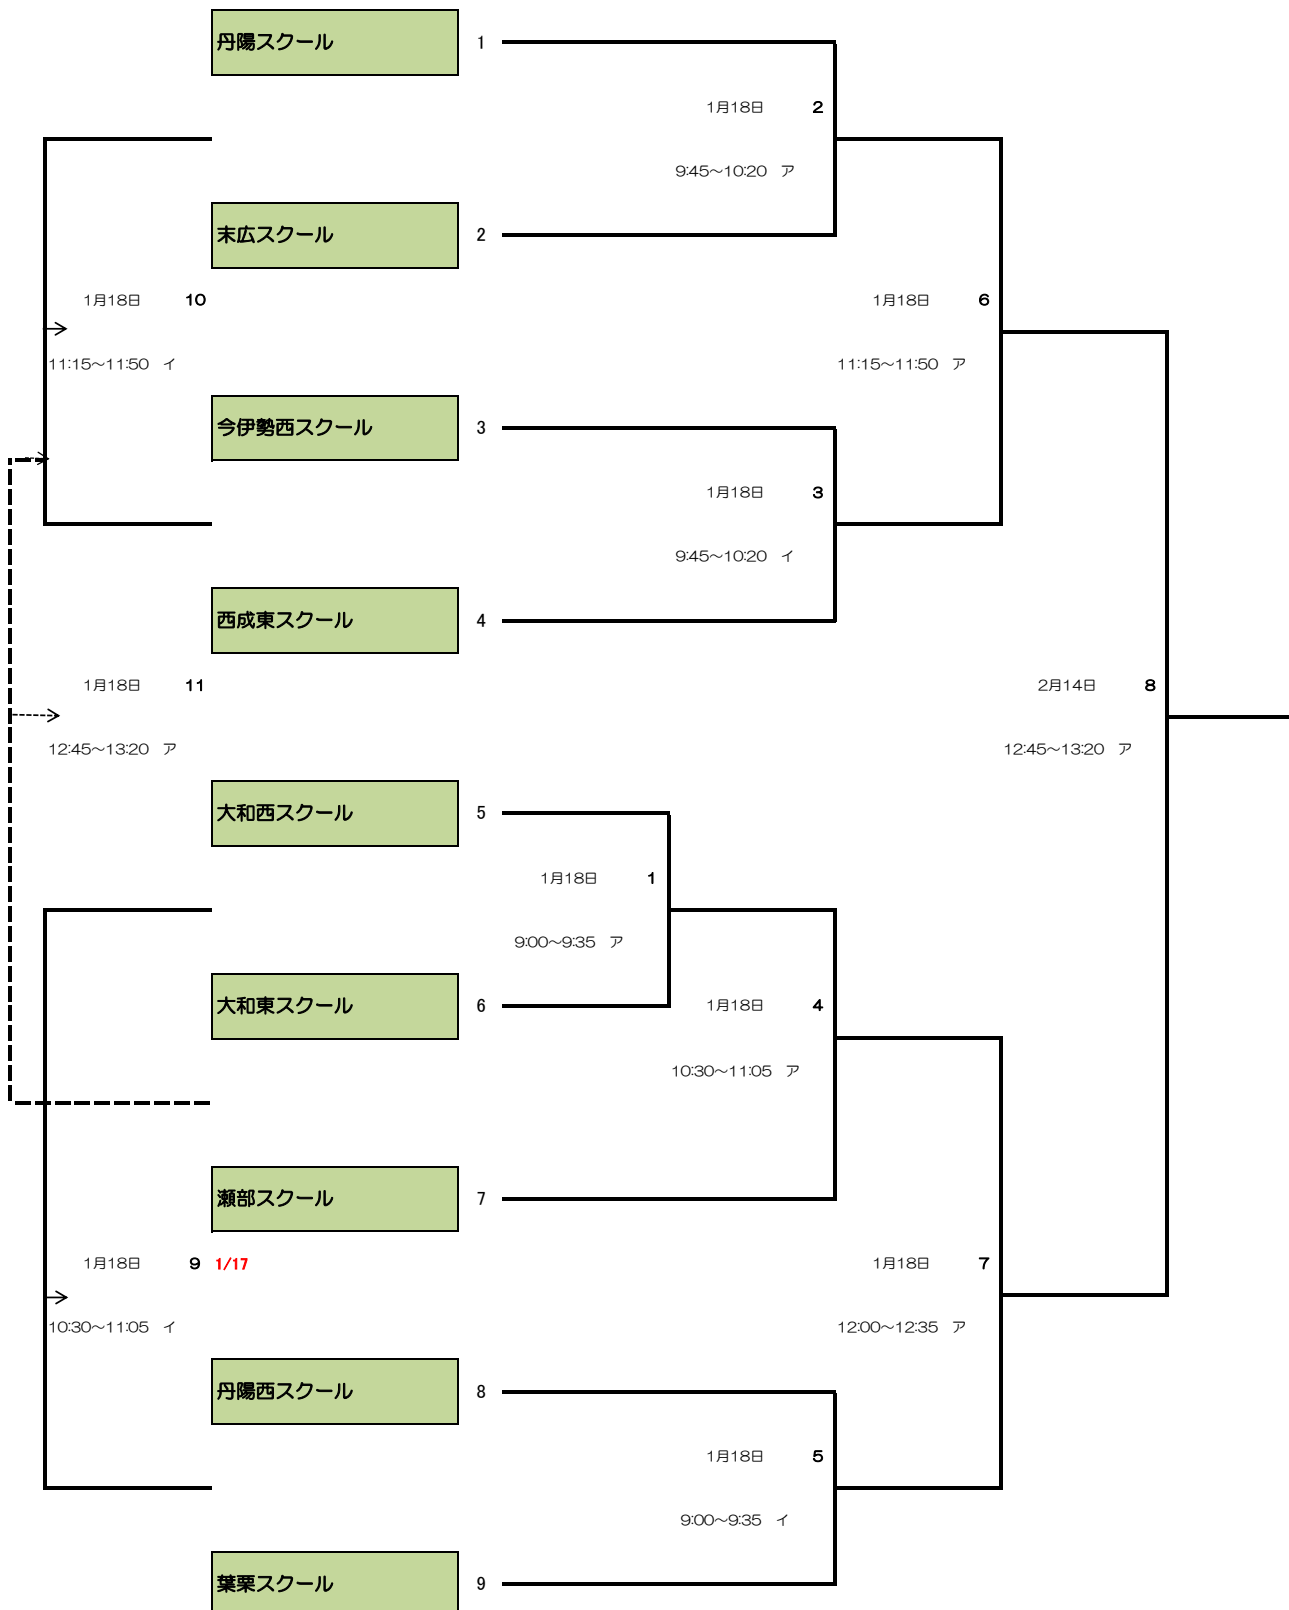 丹陽スクール 1
1月18日 2
9:45～10:20 ア
末広スクール 2
1月18日 10 1月18日 6
11:15～11:50 イ 11:15～11:50 ア
今伊勢西スクール 3
1月18日 3
9:45～10:20 イ
西成東スクール 4
1月18日 11 2月14日 8
12:45～13:20 ア 12:45～13:20 ア
大和西スクール 5
1月18日 1
9:00～9:35 ア
大和東スクール 6 1月18日 4
10:30～11:05 ア
瀬部スクール 7
1月18日 9 1/17 1月18日 7
10:30～11:05 イ 12:00～12:35 ア
丹陽西スクール 8
1月18日 5
9:00～9:35 イ
葉栗スクール 9